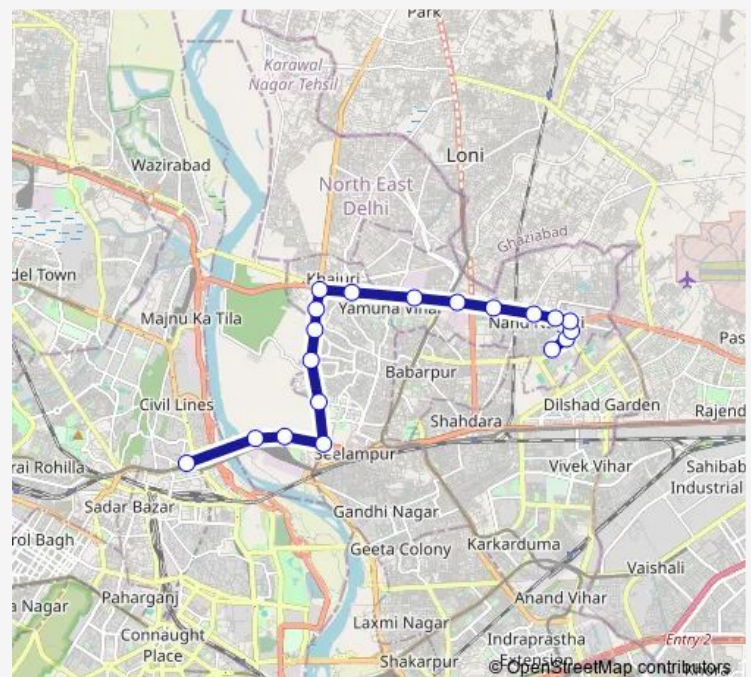 Park
Karawal
Nagar Tehsil
Wazirabad
Loni
North East
Delhi
Ghaziabad
del Town
Khajuri
Majnu Ka Tila
Yamuna Vihar
Pas
Babarpur
Civil Lines
Dilshad Garden
Shahdara
Rajend
Seelampur
rai Rohilla
Vivek Vihar
Sahibab
Industrial
Sadar Bazar
Gandhi Nagar
rol Bagh
Geeta Colony
Karkarduma
Vaishali
a Nagar
Paharganj
Anand Vihar
Laxmi Nagar
Connaught
Place
Indraprastha
Extension
Entry 2
Shakarpur
© OpenStreetMap contributors